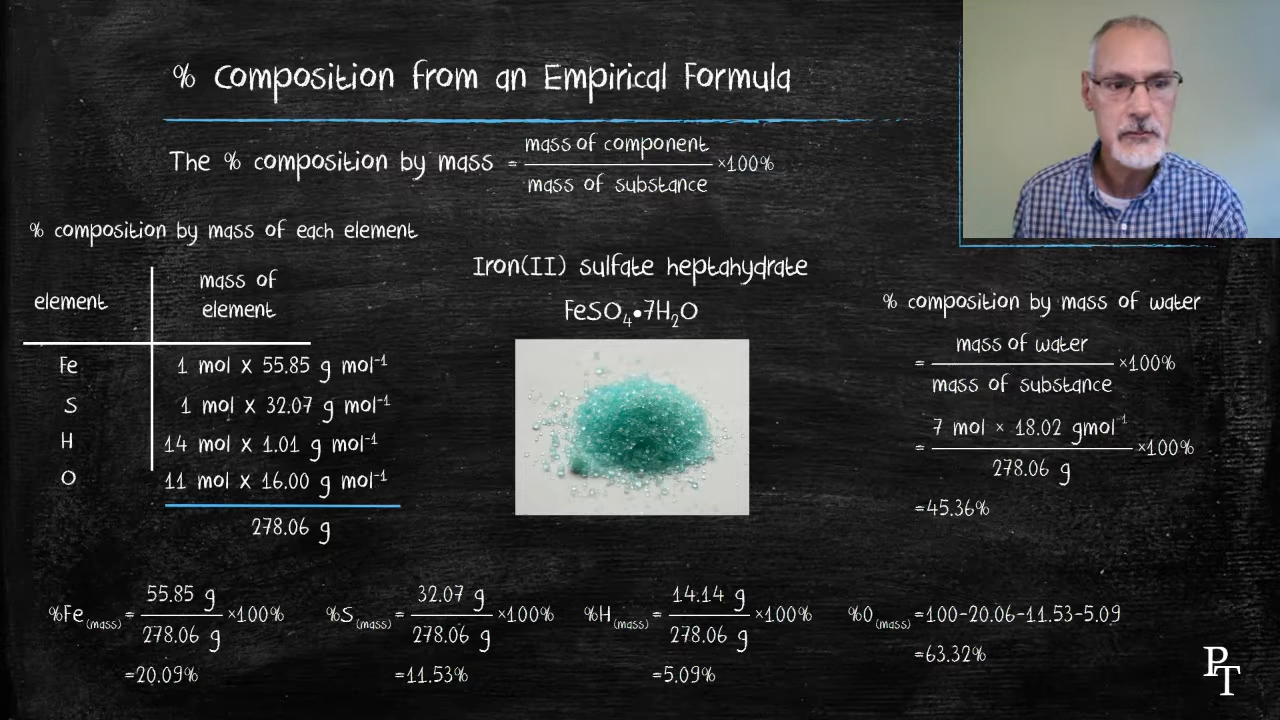 % Composition from an Empirical Formula
The % composition by mass = mass of component / mass of substance ×100%
% composition by mass of each element
element | mass of element
Fe 1 mol x 55.85 g mol⁻¹
S 1 mol x 32.07 g mol⁻¹
H 14 mol x 1.01 g mol⁻¹
O 11 mol x 16.00 g mol⁻¹
278.06 g
Iron(II) sulfate heptahydrate
FeSO₄•7H₂O
% composition by mass of water
= mass of water / mass of substance ×100%
= 7 mol × 18.02 gmol⁻¹ / 278.06 g ×100%
=45.36%
%Fe(mass) = 55.85 g / 278.06 g ×100%
=20.09%
%S(mass) = 32.07 g / 278.06 g ×100%
=11.53%
%H(mass) = 14.14 g / 278.06 g ×100%
=5.09%
%O(mass) =100-20.06-11.53-5.09
=63.32%
PT